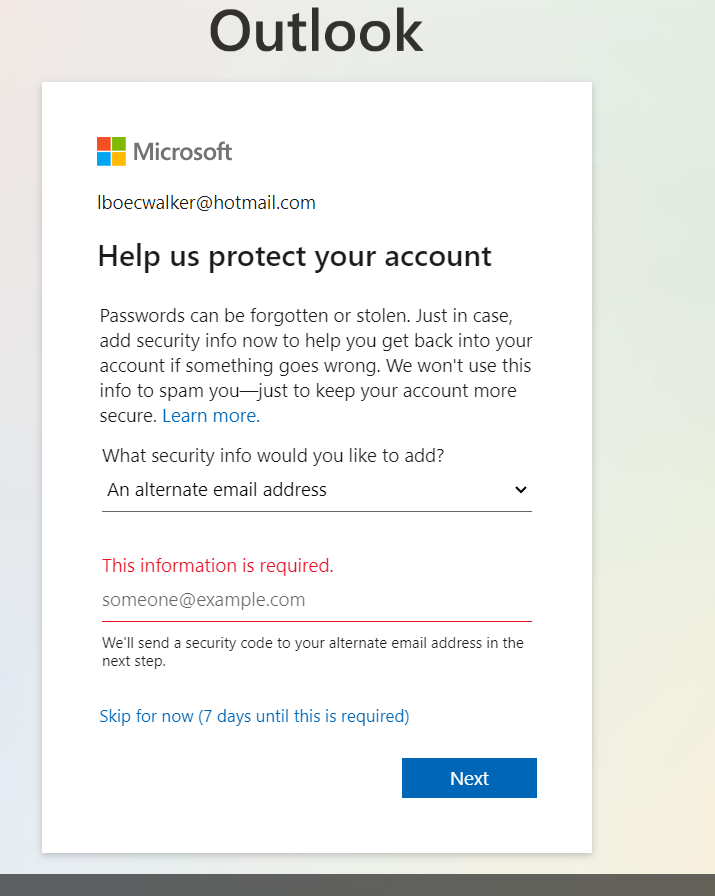 Outlook
Microsoft
lboecwalker@hotmail.com
Help us protect your account
Passwords can be forgotten or stolen. Just in case,
add security info now to help you get back into your
account if something goes wrong. We won't use this
info to spam you—just to keep your account more
secure. Learn more.
What security info would you like to add?
An alternate email address
This information is required.
someone@example.com
We'll send a security code to your alternate email address in the
next step.
Skip for now (7 days until this is required)
Next